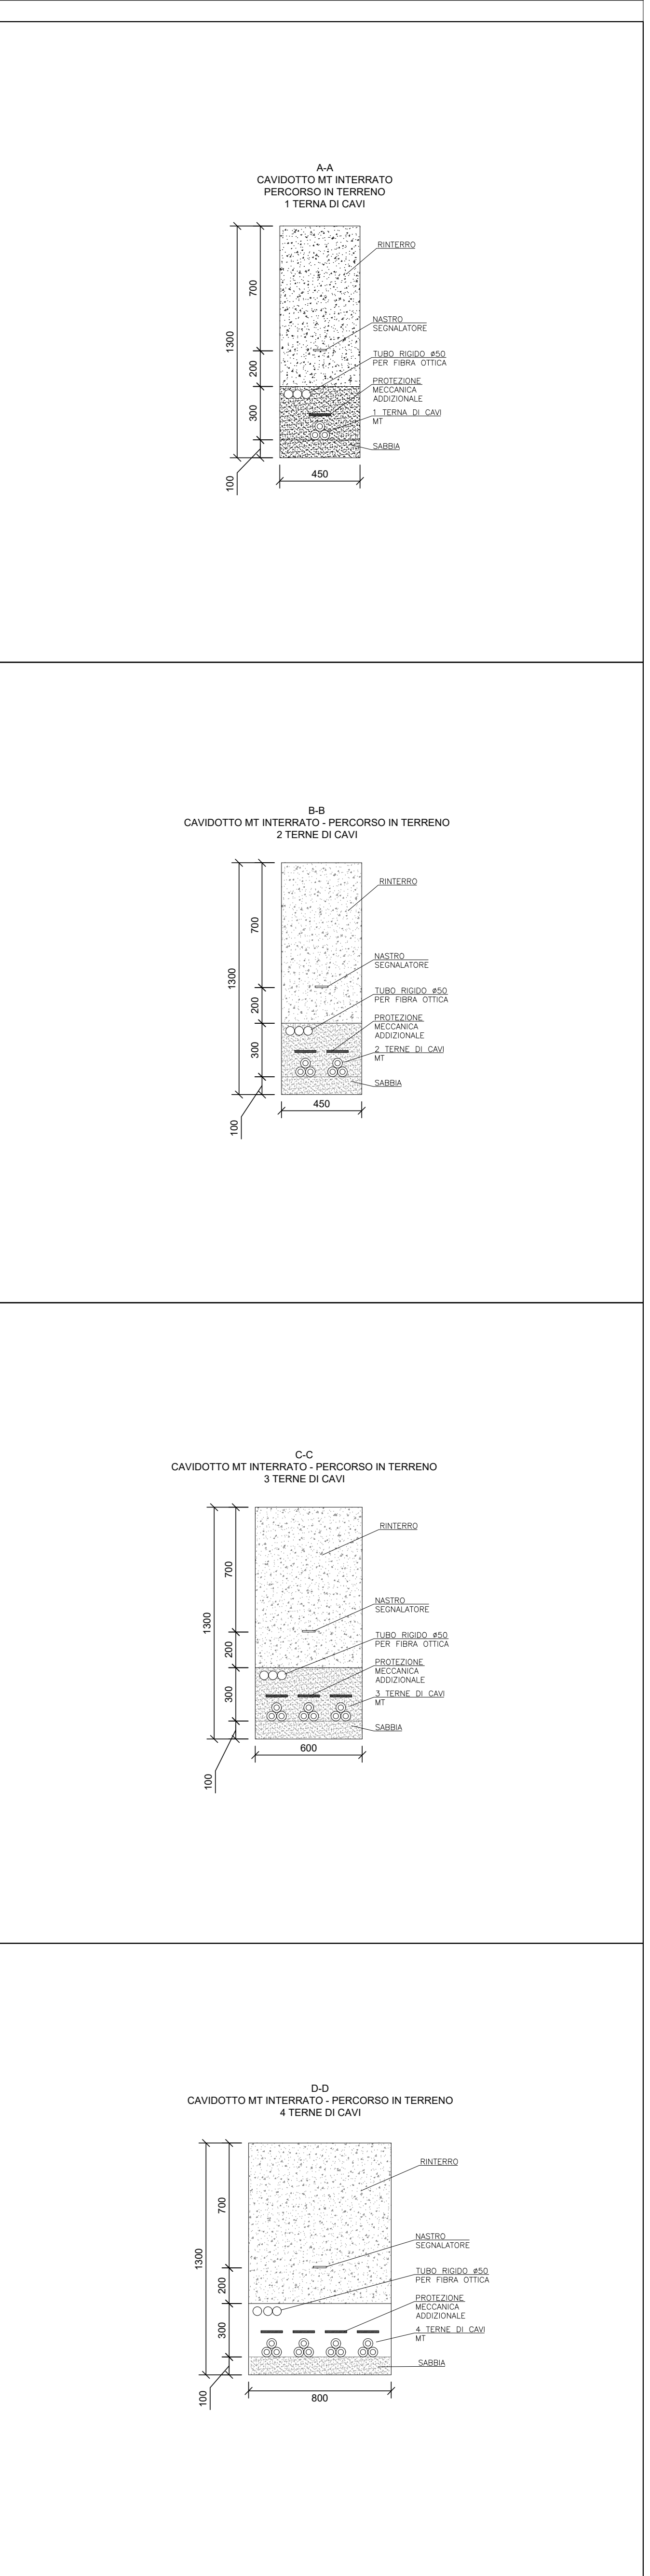 A-A
CAVIDOTTO MT INTERRATO
PERCORSO IN TERRENO
1 TERNA DI CAVI
RINTERRO
700
1300
NASTRO
SEGNALATORE
TUBO RIGIDO ø50
PER FIBRA OTTICA
200
PROTEZIONE
MECCANICA
ADDIZIONALE
300
1 TERNA DI CAVI
MT
SABBIA
100
450
B-B
CAVIDOTTO MT INTERRATO - PERCORSO IN TERRENO
2 TERNE DI CAVI
RINTERRO
700
1300
NASTRO
SEGNALATORE
TUBO RIGIDO ø50
PER FIBRA OTTICA
200
PROTEZIONE
MECCANICA
ADDIZIONALE
300
2 TERNE DI CAVI
MT
SABBIA
100
450
C-C
CAVIDOTTO MT INTERRATO - PERCORSO IN TERRENO
3 TERNE DI CAVI
RINTERRO
700
1300
NASTRO
SEGNALATORE
TUBO RIGIDO ø50
PER FIBRA OTTICA
200
PROTEZIONE
MECCANICA
ADDIZIONALE
300
3 TERNE DI CAVI
MT
SABBIA
600
100
D-D
CAVIDOTTO MT INTERRATO - PERCORSO IN TERRENO
4 TERNE DI CAVI
RINTERRO
700
1300
NASTRO
SEGNALATORE
TUBO RIGIDO ø50
PER FIBRA OTTICA
200
PROTEZIONE
MECCANICA
ADDIZIONALE
300
4 TERNE DI CAVI
MT
SABBIA
100
800